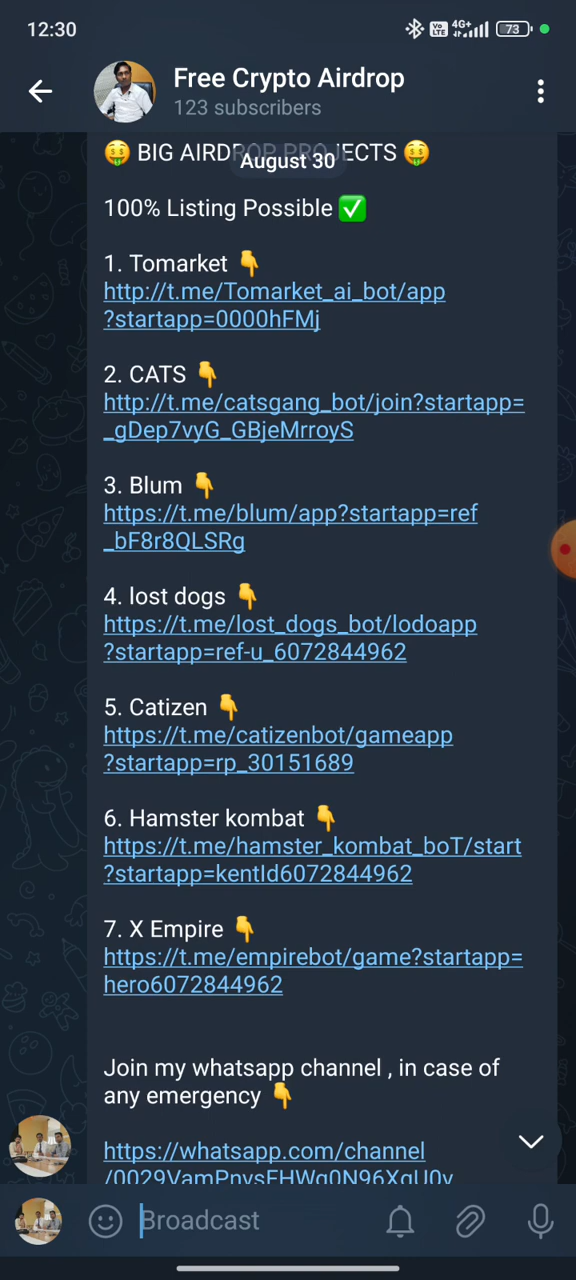 12:30
Vo LTE 4G+ 73
Free Crypto Airdrop
123 subscribers
🤑 BIG AIRDROP PROJECTS 🤑
August 30
100% Listing Possible ✅
1. Tomarket 👇
http://t.me/Tomarket_ai_bot/app
?startapp=0000hFMj
2. CATS 👇
http://t.me/catsgang_bot/join?startapp=
_gDep7vyG_GBjeMrroyS
3. Blum 👇
https://t.me/blum/app?startapp=ref
_bF8r8QLSRg
4. lost dogs 👇
https://t.me/lost_dogs_bot/lodoapp
?startapp=ref-u_6072844962
5. Catizen 👇
https://t.me/catizenbot/gameapp
?startapp=rp_30151689
6. Hamster kombat 👇
https://t.me/hamster_kombat_boT/start
?startapp=kentId6072844962
7. X Empire 👇
https://t.me/empirebot/game?startapp=
hero6072844962
Join my whatsapp channel , in case of
any emergency 👇
https://whatsapp.com/channel
Broadcast